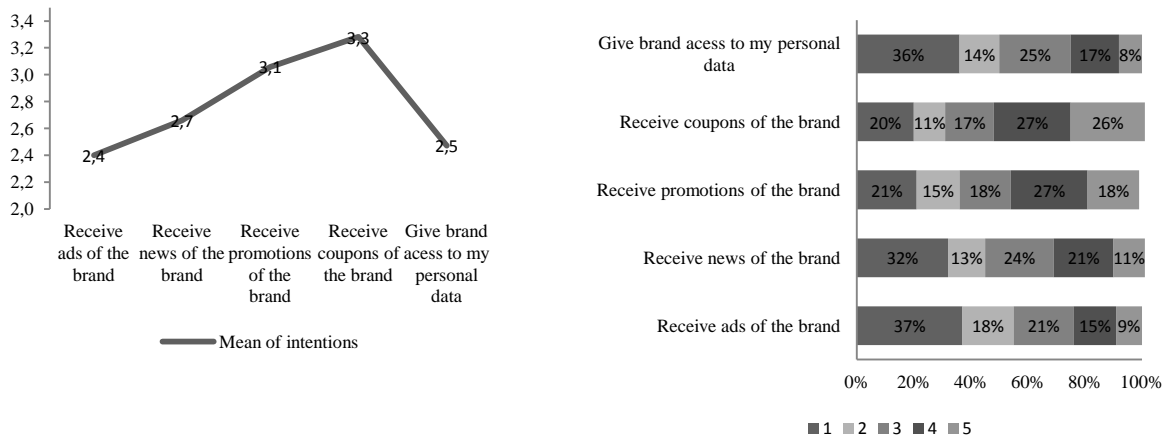 3,4
3,2
3,0
2,8
2,6
2,4
2,2
2,0
2,4
2,7
3,1
3,3
2,5
Receive
ads of the
brand
Receive
news of the
brand
Receive
promotions
of the
brand
Receive
coupons of
the brand
Give brand
acess to my
personal
data
Mean of intentions
Give brand acess to my personal
data
36% 14% 25% 17% 8%
Receive coupons of the brand
20% 11% 17% 27% 26%
Receive promotions of the brand
21% 15% 18% 27% 18%
Receive news of the brand
32% 13% 24% 21% 11%
Receive ads of the brand
37% 18% 21% 15% 9%
0% 20% 40% 60% 80% 100%
1 2 3 4 5